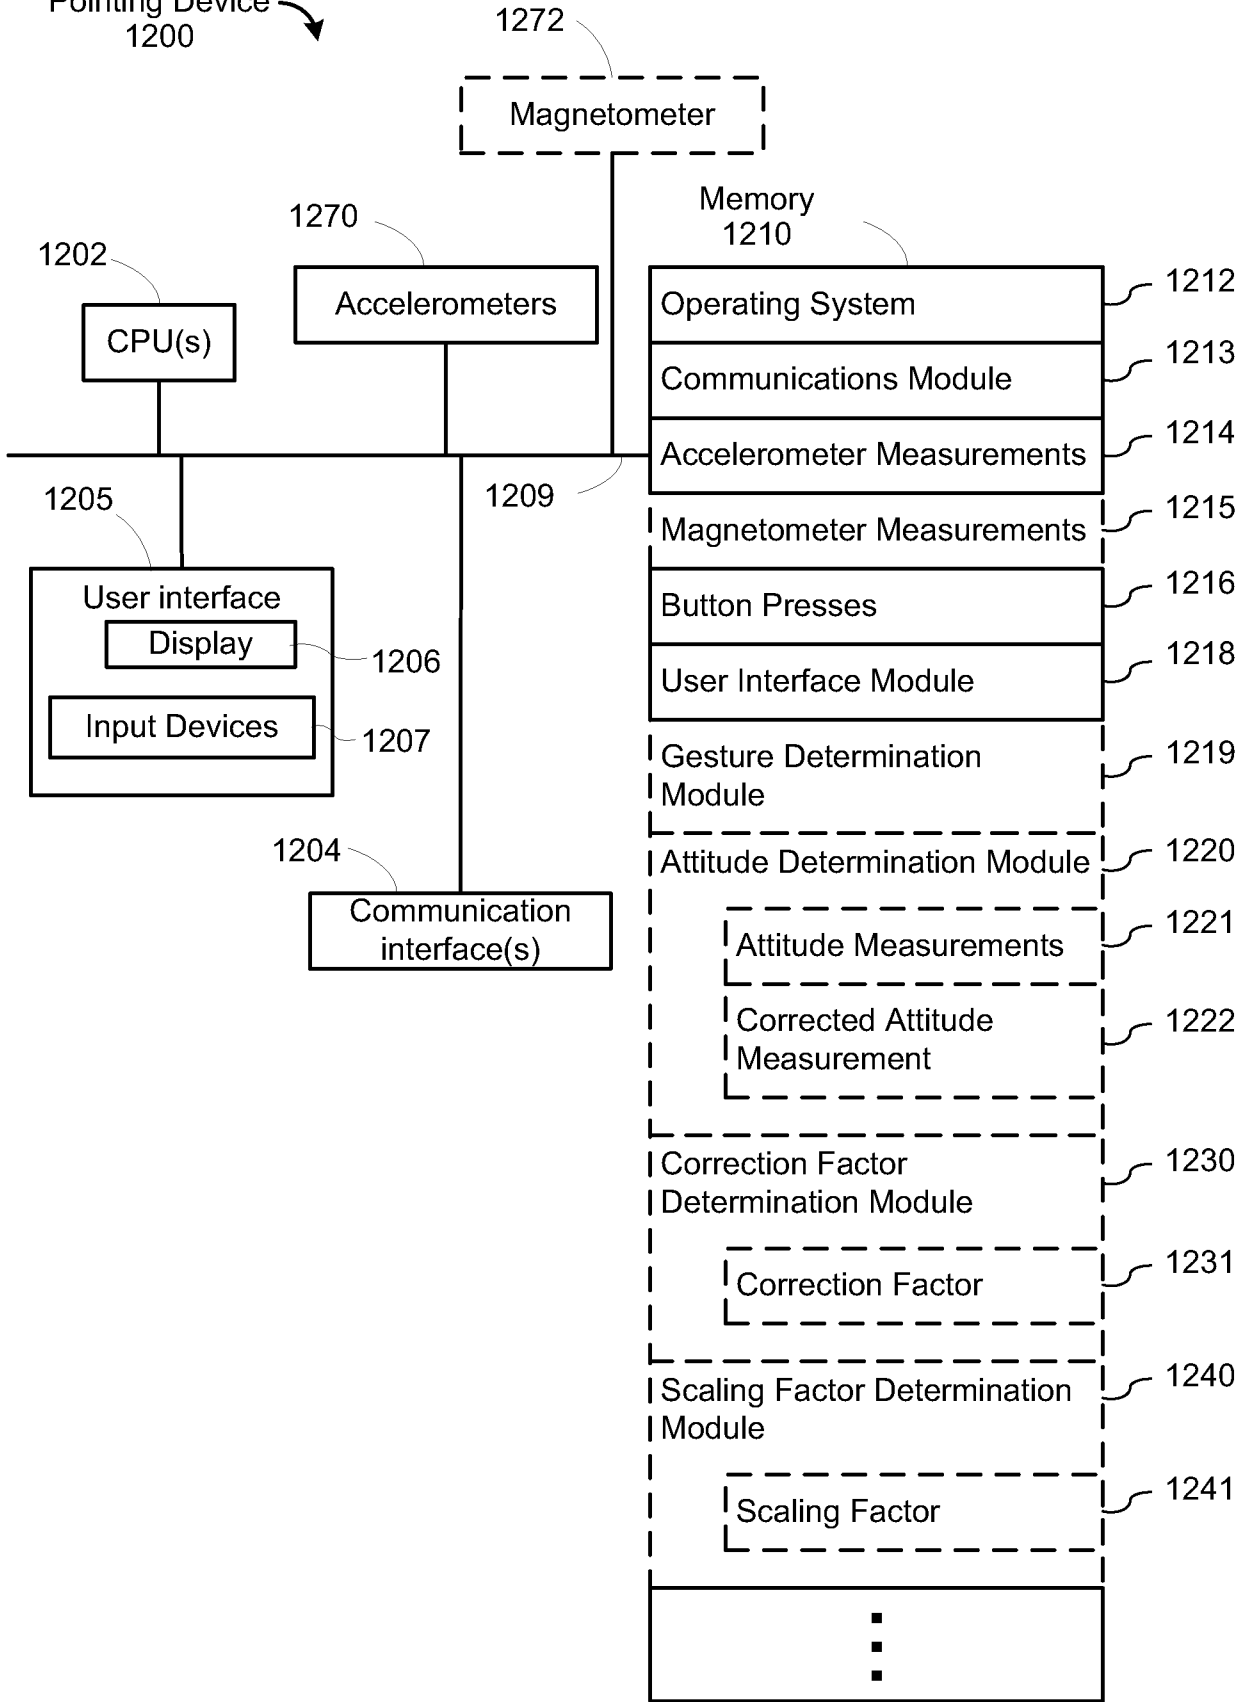 Pointing Device
1200
1272
Magnetometer
Memory
1210
1270
1202
Accelerometers
CPU(s)
Operating System
1212
Communications Module
1213
Accelerometer Measurements
1214
1209
Magnetometer Measurements
1215
1205
User interface
Display
1206
Input Devices
1207
Button Presses
1216
User Interface Module
1218
Gesture Determination
Module
1219
1204
Communication
interface(s)
Attitude Determination Module
1220
Attitude Measurements
1221
Corrected Attitude
Measurement
1222
Correction Factor
Determination Module
1230
Correction Factor
1231
Scaling Factor Determination
Module
1240
Scaling Factor
1241